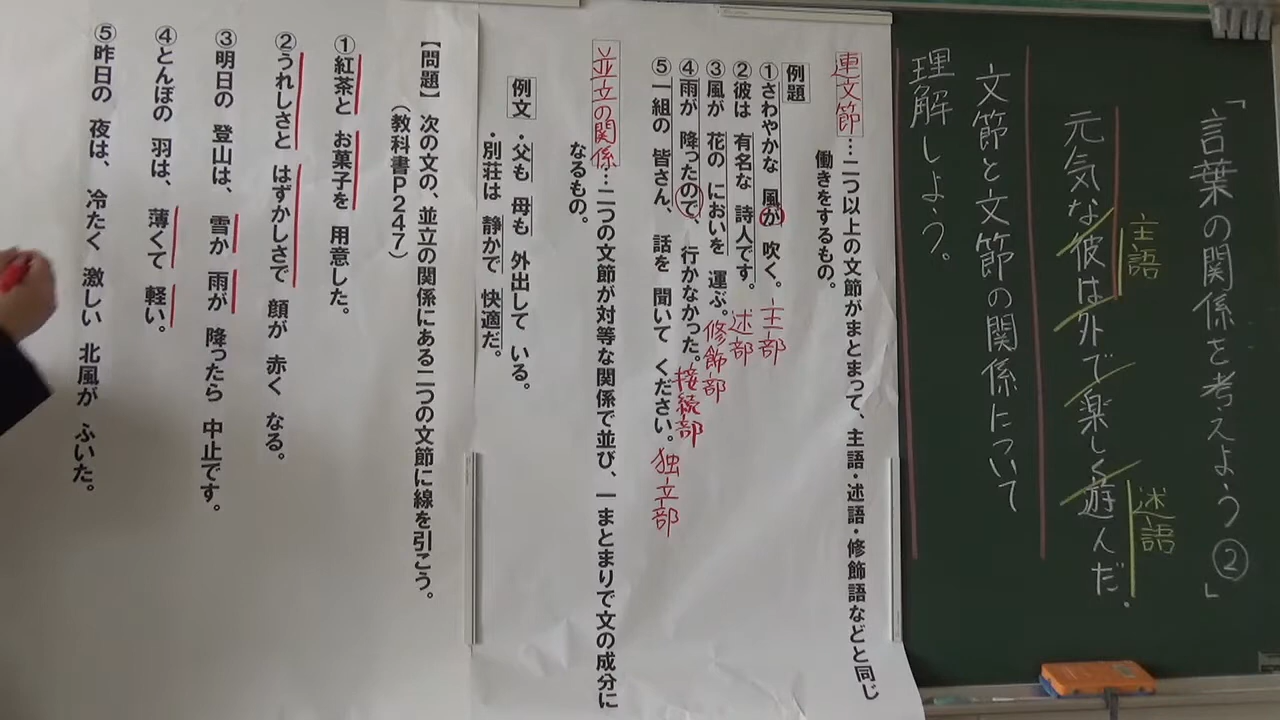 「言葉の関係を考えよう②」
主語
述語
元気な彼は外で楽しく遊んだ。
文節と文節の関係について
理解しよう。
連文節…二つ以上の文節がまとまって、主語・述語・修飾語などと同じ
働きをするもの。
例題
①さわやかな 風が 吹く。 主部
②彼は 有名な 詩人です。 述部
③風が 花の においを 運ぶ。 修飾部
④雨が 降ったので、 行かなかった。 接続部
⑤一組の 皆さん、 話を 聞いて ください。 独立部
並立の関係…二つの文節が対等な関係で並び、一まとまりで文の成分に
なるもの。
例文 ・父も 母も 外出して いる。
・別荘は 静かで 快適だ。
【問題】 次の文の、並立の関係にある二つの文節に線を引こう。
(教科書P247)
①紅茶と お菓子を 用意した。
②うれしさと はずかしさで 顔が 赤く なる。
③明日の 登山は、 雪か 雨が 降ったら 中止です。
④とんぼの 羽は、 薄くて 軽い。
⑤昨日の 夜は、 冷たく 激しい 北風が ふいた。